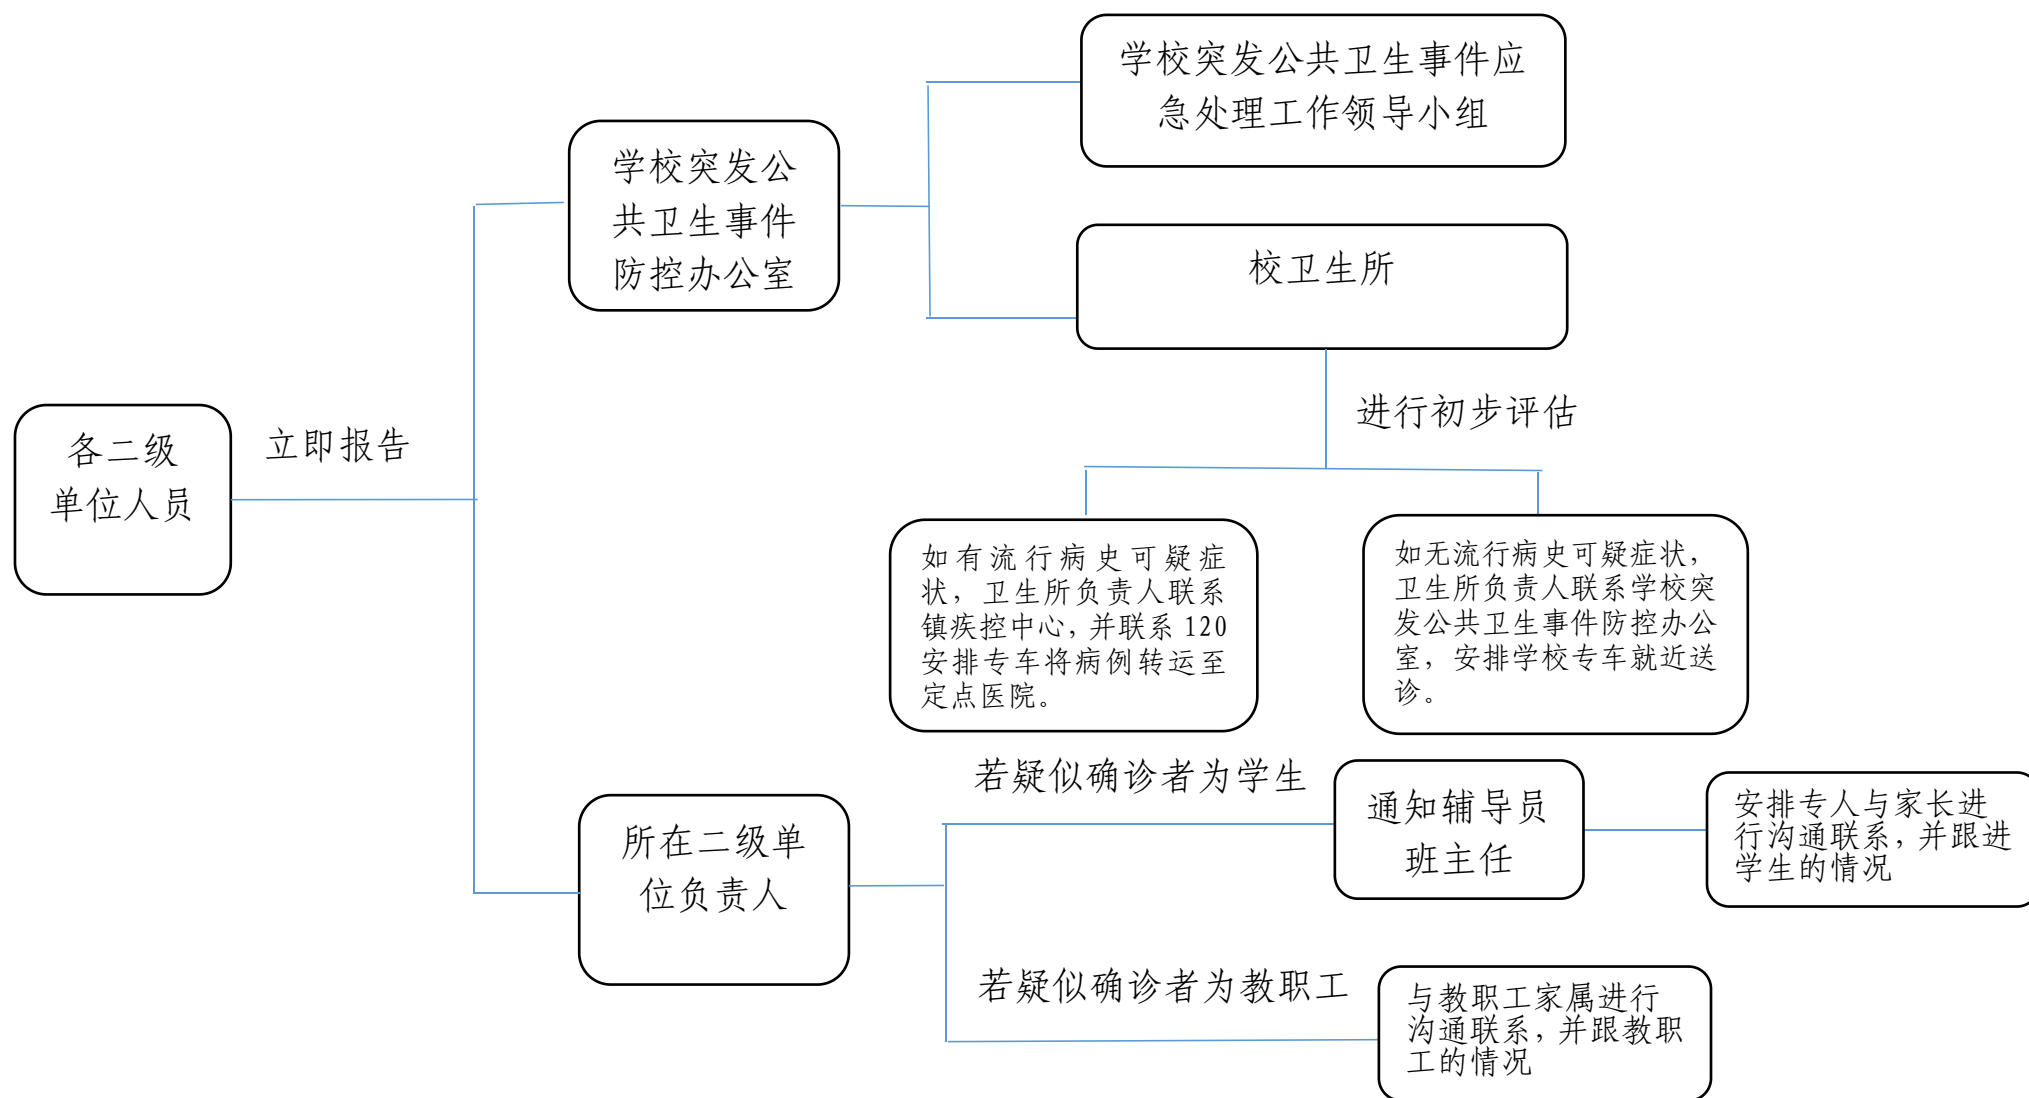 学校突发公共卫生事件应
急处理工作领导小组
学校突发公
共卫生事件
防控办公室
校卫生所
进行初步评估
各二级
单位人员
立即报告
如有流行病史可疑症
状，卫生所负责人联系
镇疾控中心，并联系 120
安排专车将病例转运至
定点医院。
如无流行病史可疑症状，
卫生所负责人联系学校突
发公共卫生事件防控办公
室，安排学校专车就近送
诊。
所在二级单
位负责人
若疑似确诊者为学生
通知辅导员
班主任
安排专人与家长进
行沟通联系，并跟进
学生的情况
若疑似确诊者为教职工
与教职工家属进行
沟通联系，并跟教职
工的情况